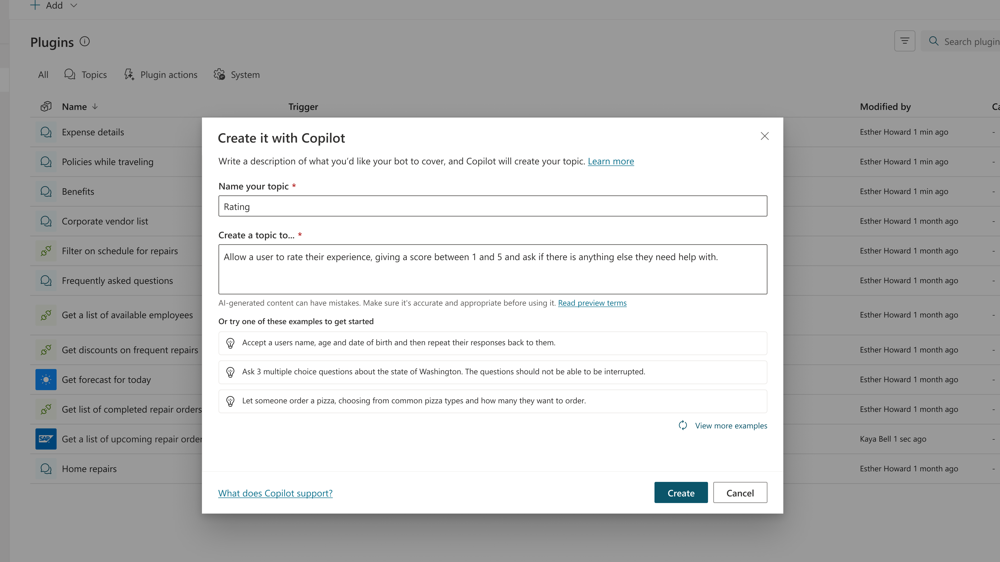 Add
Plugins
Search plugin
All Topics Plugin actions System
Name Trigger Modified by Ca
Expense details Esther Howard 1 min ago -
Policies while traveling Esther Howard 1 min ago -
Benefits Esther Howard 1 min ago -
Corporate vendor list Esther Howard 1 month ago -
Filter on schedule for repairs Esther Howard 1 month ago -
Frequently asked questions Esther Howard 1 month ago -
Get a list of available employees Esther Howard 1 month ago -
Get discounts on frequent repairs Esther Howard 1 month ago -
Get forecast for today Esther Howard 1 month ago -
Get list of completed repair orders Esther Howard 1 month ago -
SAP Get a list of upcoming repair order Kaya Bell 1 sec ago -
Home repairs Esther Howard 1 month ago -
Create it with Copilot
Write a description of what you’d like your bot to cover, and Copilot will create your topic. Learn more
Name your topic *
Rating
Create a topic to... *
Allow a user to rate their experience, giving a score between 1 and 5 and ask if there is anything else they need help with.
AI-generated content can have mistakes. Make sure it's accurate and appropriate before using it. Read preview terms
Or try one of these examples to get started
Accept a users name, age and date of birth and then repeat their responses back to them.
Ask 3 multiple choice questions about the state of Washington. The questions should not be able to be interrupted.
Let someone order a pizza, choosing from common pizza types and how many they want to order.
View more examples
What does Copilot support?
Create Cancel